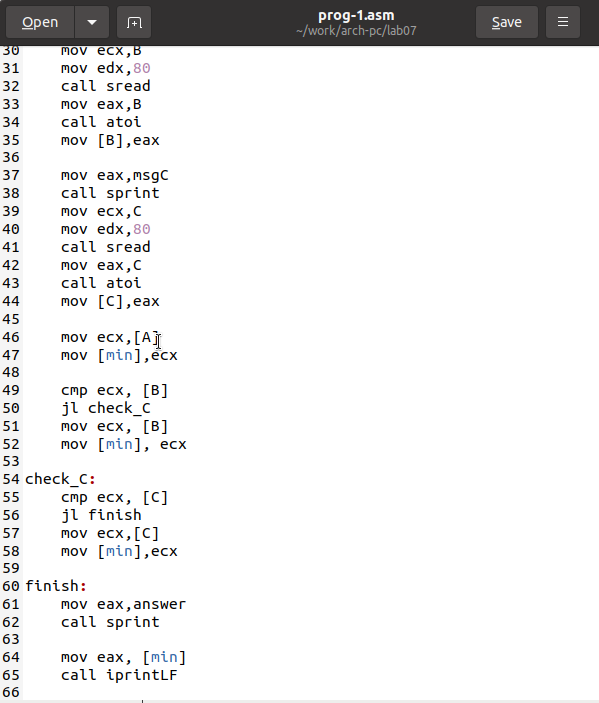 Open
prog-1.asm
~/work/arch-pc/lab07
Save
30 mov ecx,B
31 mov edx,80
32 call sread
33 mov eax,B
34 call atoi
35 mov [B],eax
36
37 mov eax,msgC
38 call sprint
39 mov ecx,C
40 mov edx,80
41 call sread
42 mov eax,C
43 call atoi
44 mov [C],eax
45
46 mov ecx,[A]
47 mov [min],ecx
48
49 cmp ecx, [B]
50 jl check_C
51 mov ecx, [B]
52 mov [min], ecx
53
54 check_C:
55 cmp ecx, [C]
56 jl finish
57 mov ecx,[C]
58 mov [min],ecx
59
60 finish:
61 mov eax,answer
62 call sprint
63
64 mov eax, [min]
65 call iprintLF
66